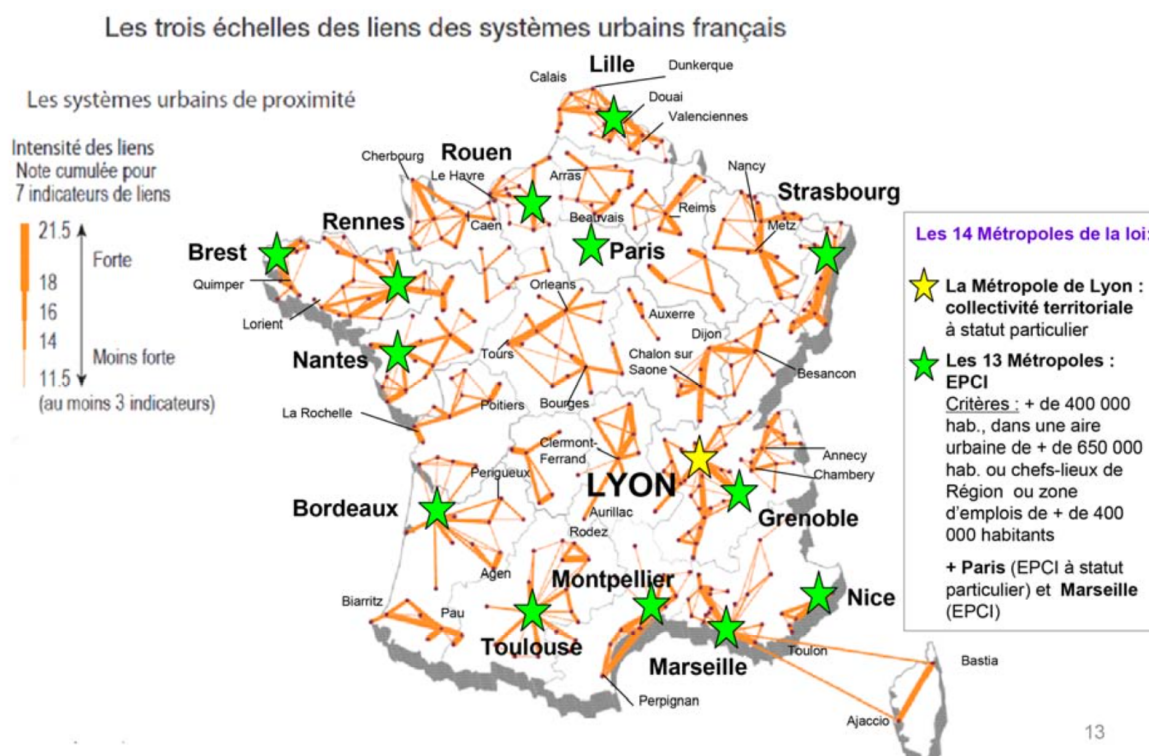 Les trois échelles des liens des systèmes urbains français
Les systèmes urbains de proximité
Intensité des liens
Note cumulée pour
7 indicateurs de liens
21.5
Forte
18
16
14
Moins forte
11.5
(au moins 3 indicateurs)
Lille
Dunkerque
Calais
Douai
Valenciennes
Cherbourg
Rouen
Le Havre
Arras
Nancy
Strasbourg
Rennes
Caen
Beauvais
Reims
Metz
Brest
Paris
Quimper
Orleans
Lorient
Auxerre
Dijon
Nantes
Tours
Chalon sur
Saone
Besancon
La Rochelle
Poitiers
Bourges
Clermont-
Ferrand
Annecy
Perigueux
Chambery
LYON
Bordeaux
Aurillac
Grenoble
Rodez
Agen
Montpellier
Biarritz
Pau
Nice
Toulouse
Marseille
Toulon
Bastia
Perpignan
Ajaccio
Les 14 Métropoles de la loi:
La Métropole de Lyon :
collectivité territoriale
à statut particulier
Les 13 Métropoles :
EPCI
Critères : + de 400 000
hab., dans une aire
urbaine de + de 650 000
hab. ou chefs-lieux de
Région ou zone
d'emplois de + de 400
000 habitants
+ Paris (EPCI à statut
particulier) et Marseille
(EPCI)
13